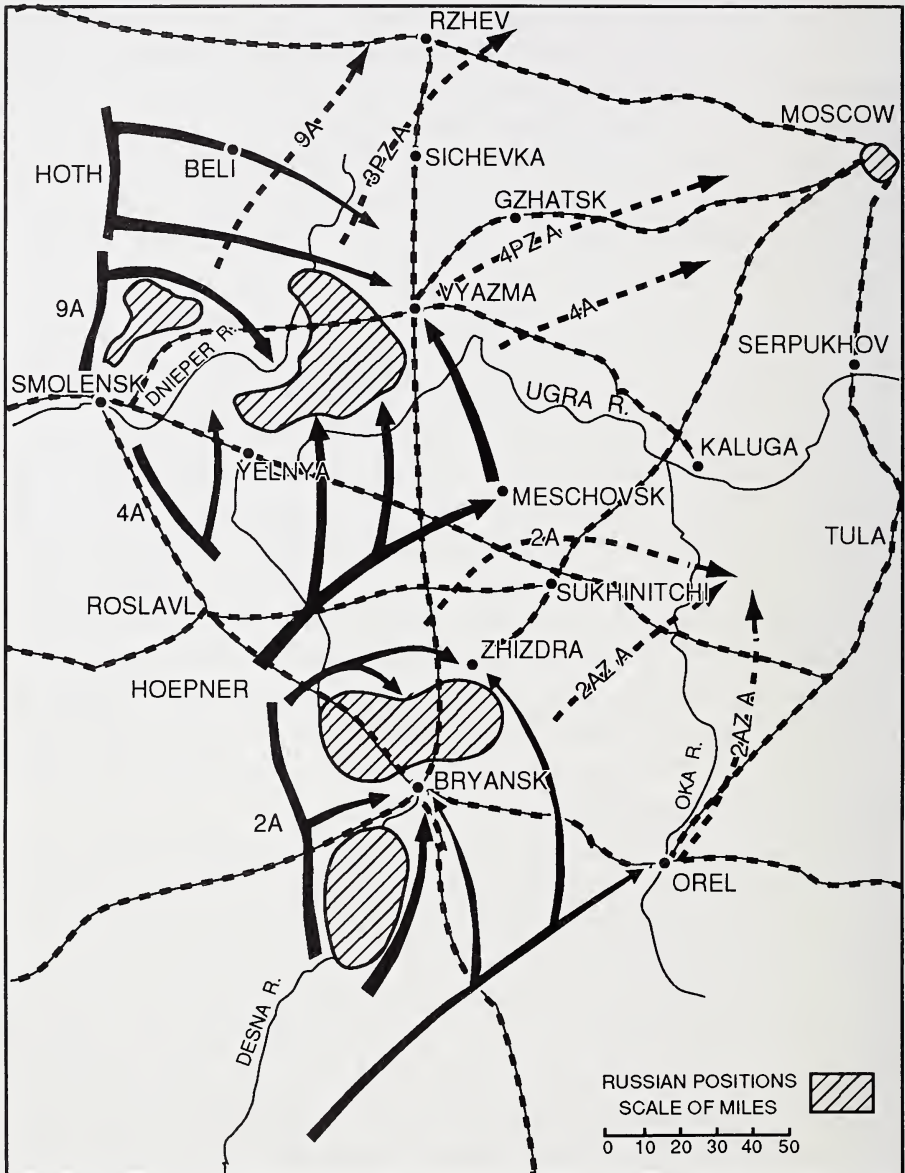 RZHEV
MOSCOW
9A
3PZ A
HOTH
BELI
SICHEVKA
GZHATSK
4PZ A
9A
VYAZMA
4A
DNIEPER R.
SERPUKHOV
SMOLENSK
UGRA R.
YELNYA
KALUGA
4A
MESCHOVSK
2A
TULA
SUKHINITCHI
ROSLAVL
ZHIZDRA
2AZ A
HOEPNER
2AZ A
OKA R.
BRYANSK
2A
OREL
DESNA R.
RUSSIAN POSITIONS
SCALE OF MILES
0 10 20 30 40 50